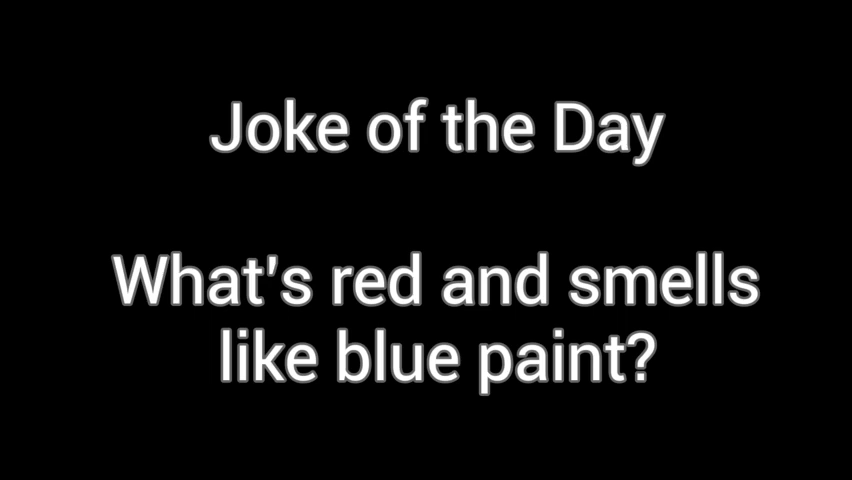 Joke of the Day
What's red and smells
like blue paint?